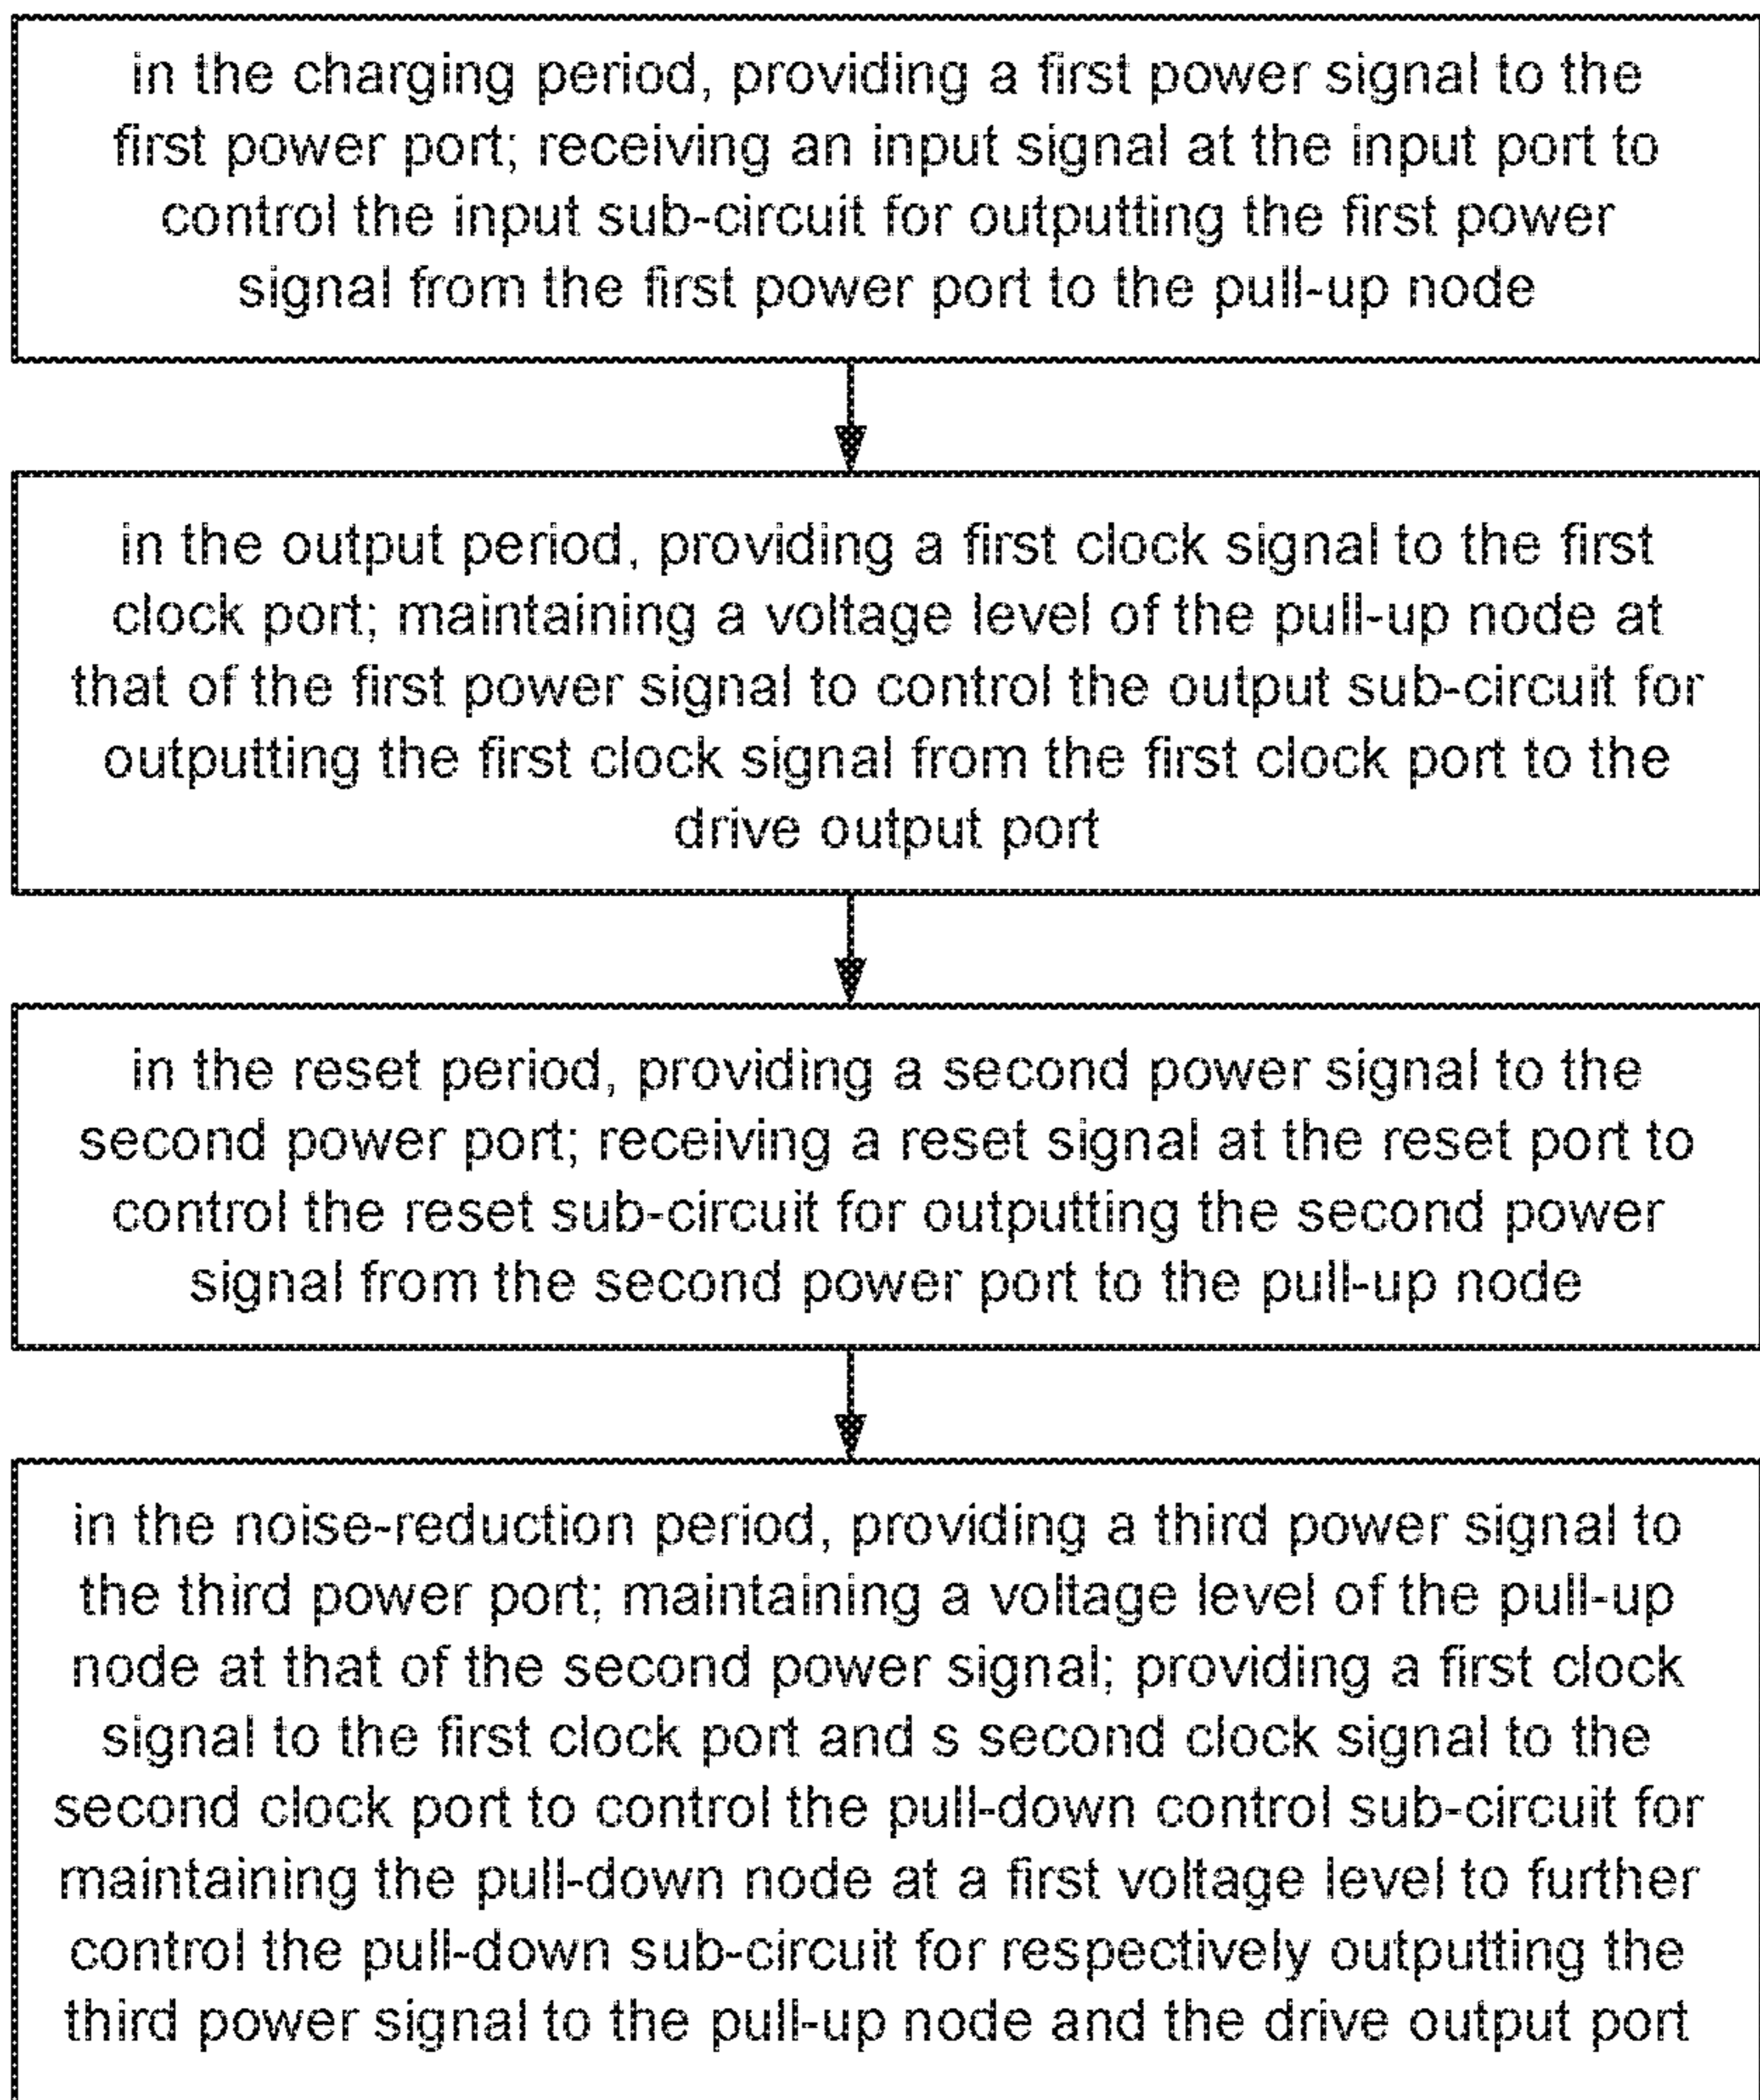 in the charging period, providing a first power signal to the
first power port; receiving an input signal at the input port to
control the input sub-circuit for outputting the first power
signal from the first power port to the pull-up node
in the output period, providing a first clock signal to the first
clock port; maintaining a voltage level of the pull-up node at
that of the first power signal to control the output sub-circuit for
outputting the first clock signal from the first clock port to the
drive output port
in the reset period, providing a second power signal to the
second power port; receiving a reset signal at the reset port to
control the reset sub-circuit for outputting the second power
signal from the second power port to the pull-up node
in the noise-reduction period, providing a third power signal to
the third power port; maintaining a voltage level of the pull-up
node at that of the second power signal; providing a first clock
signal to the first clock port and s second clock signal to the
second clock port to control the pull-down control sub-circuit for
maintaining the pull-down node at a first voltage level to further
control the pull-down sub-circuit for respectively outputting the
third power signal to the pull-up node and the drive output port